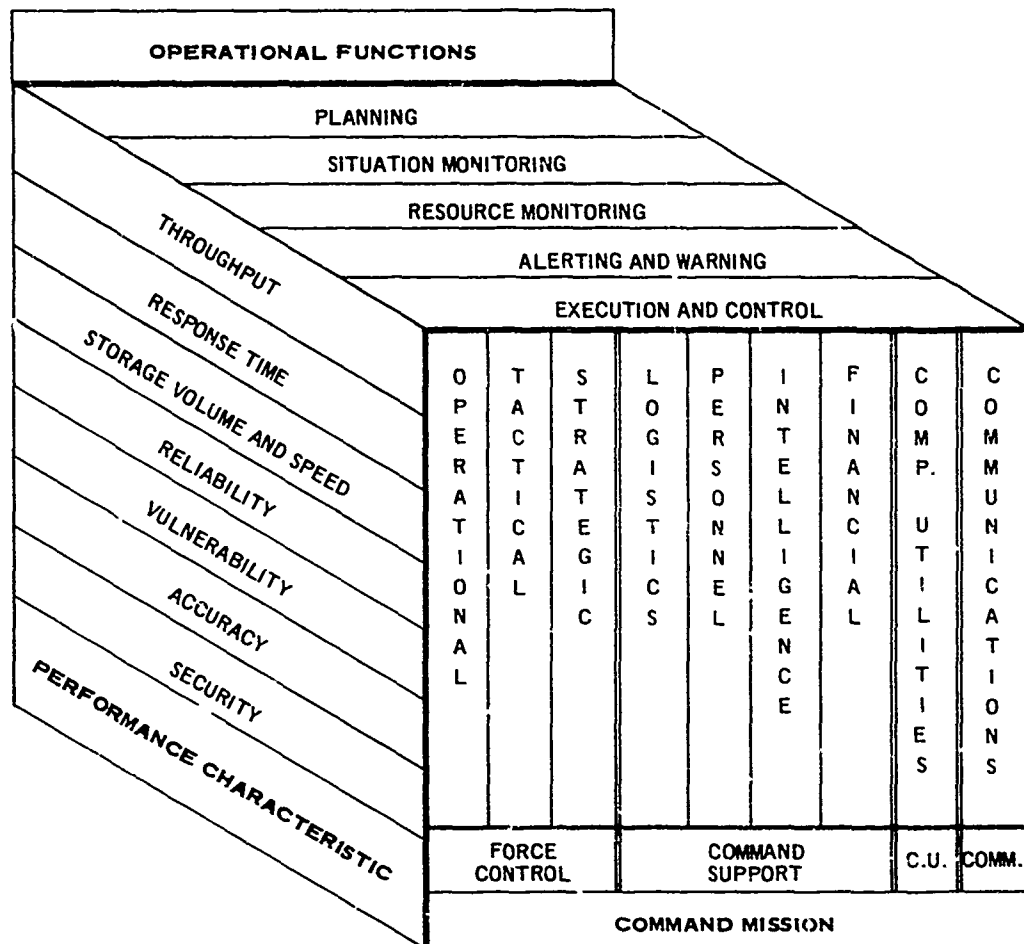 OPERATIONAL FUNCTIONS
PLANNING
SITUATION MONITORING
RESOURCE MONITORING
ALERTING AND WARNING
EXECUTION AND CONTROL
THROUGHPUT
RESPONSE TIME
STORAGE VOLUME AND SPEED
RELIABILITY
VULNERABILITY
ACCURACY
SECURITY
PERFORMANCE CHARACTERISTIC
OPERATIONAL
TACTICAL
STRATEGIC
LOGISTICS
PERSONNEL
INTELLIGENCE
FINANCIAL
COMP. UTILITIES
COMMUNICATIONS
FORCE
CONTROL
COMMAND
SUPPORT
C.U.
COMM.
COMMAND MISSION